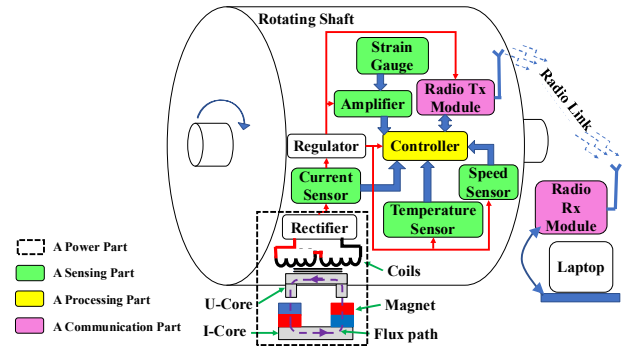 Rotating Shaft
Strain
Gauge
Radio Tx
Module
Radio Link
Amplifier
Regulator
Controller
Current
Sensor
Speed
Sensor
Temperature
Sensor
Radio
Rx
Module
Rectifier
Laptop
Coils
U-Core
Magnet
I-Core
Flux path
A Power Part
A Sensing Part
A Processing Part
A Communication Part